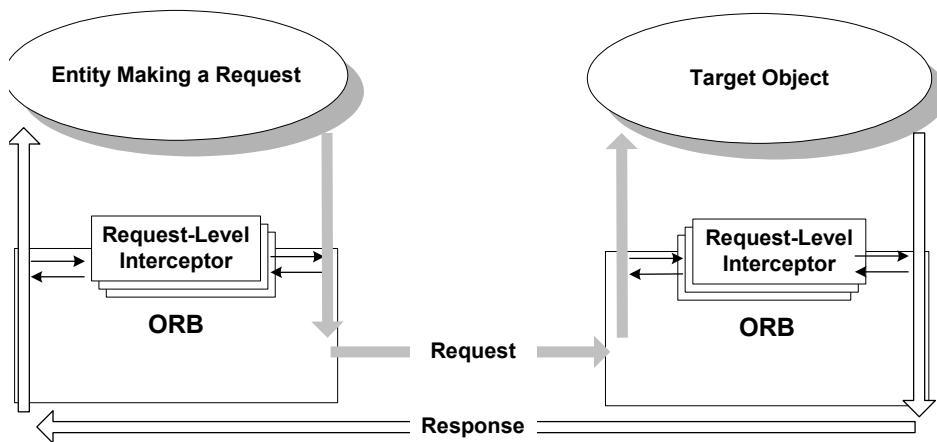 Entity Making a Request
Target Object
Request-Level
Interceptor
Request-Level
Interceptor
ORB
ORB
Request
Response